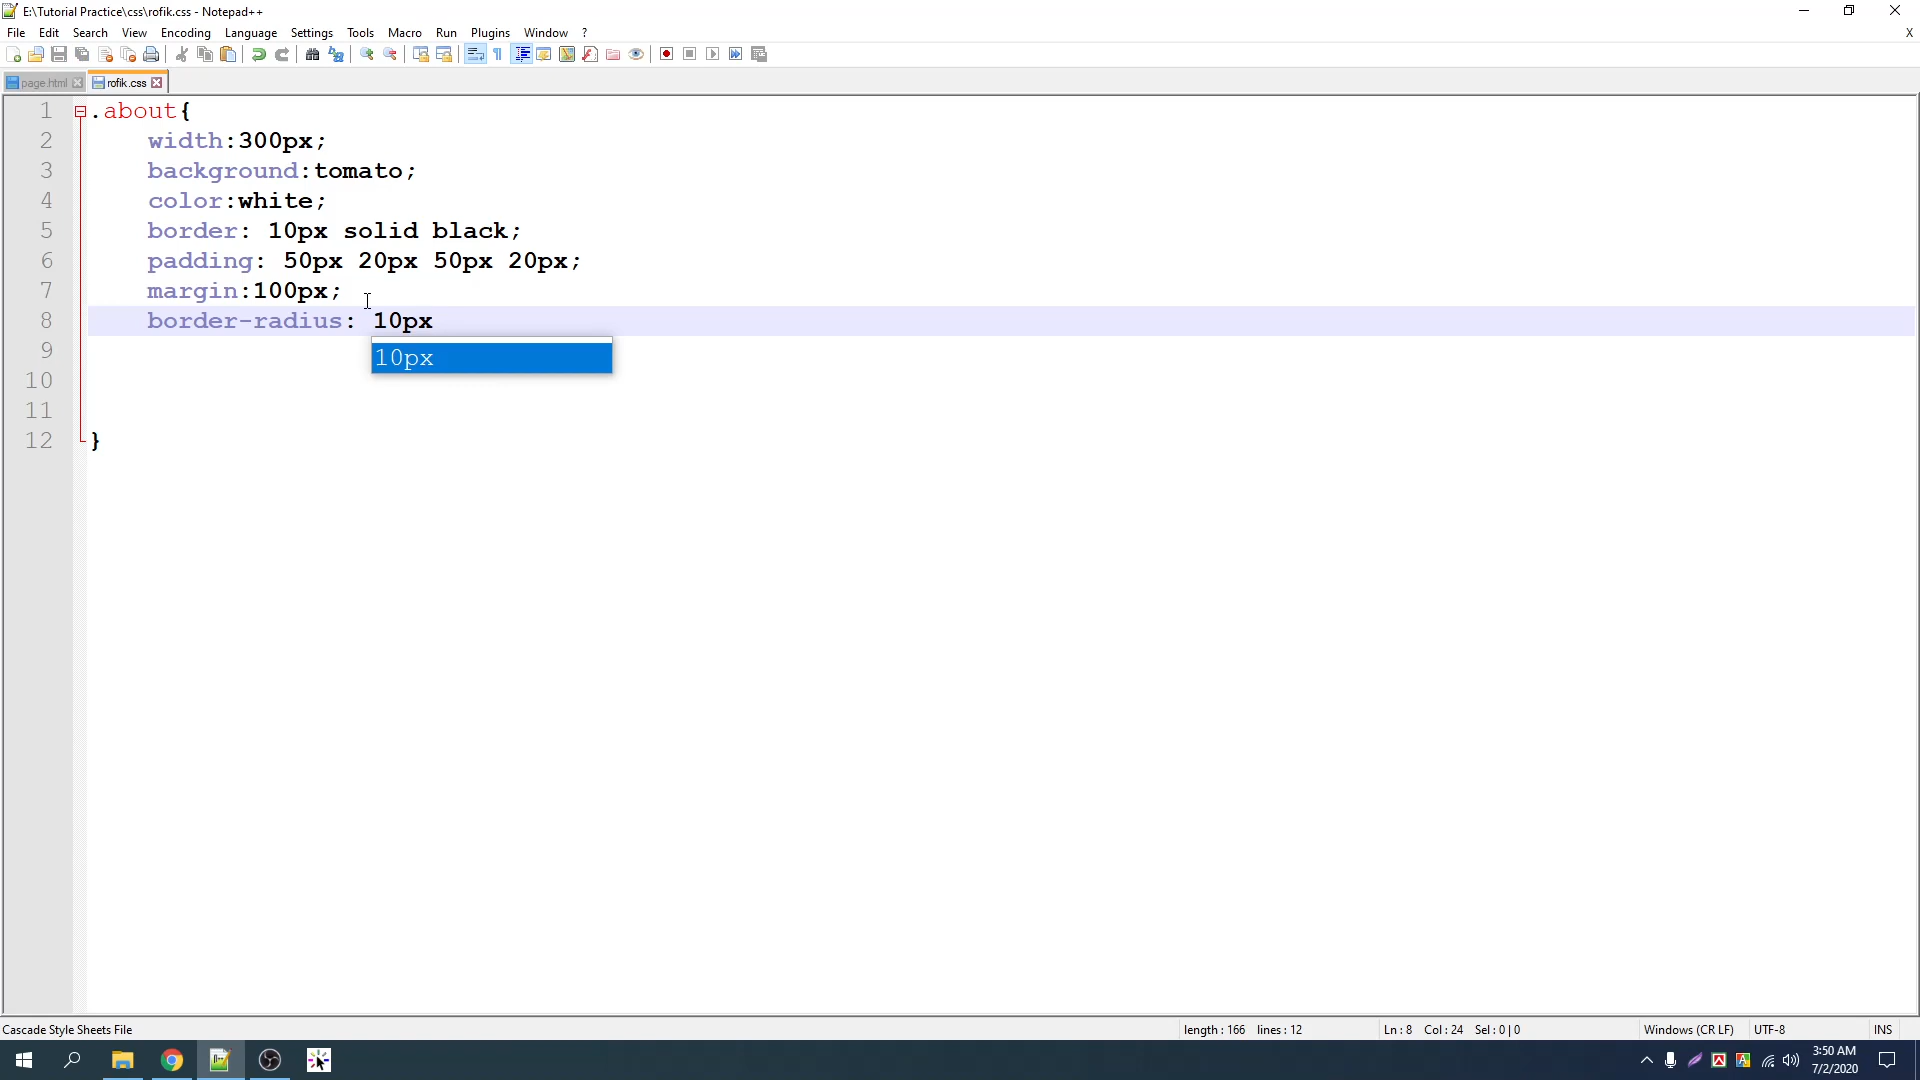 E:\Tutorial Practice\css\rofik.css - Notepad++
File Edit Search View Encoding Language Settings Tools Macro Run Plugins Window ?
X
page.html rofik.css
1 .about{
2 width:300px;
3 background:tomato;
4 color:white;
5 border: 10px solid black;
6 padding: 50px 20px 50px 20px;
7 margin:100px;
8 border-radius: 10px
9 10px
10
11
12 }
Cascade Style Sheets File length : 166 lines : 12 Ln : 8 Col : 24 Sel : 0 | 0 Windows (CR LF) UTF-8 INS
3:50 AM
7/2/2020